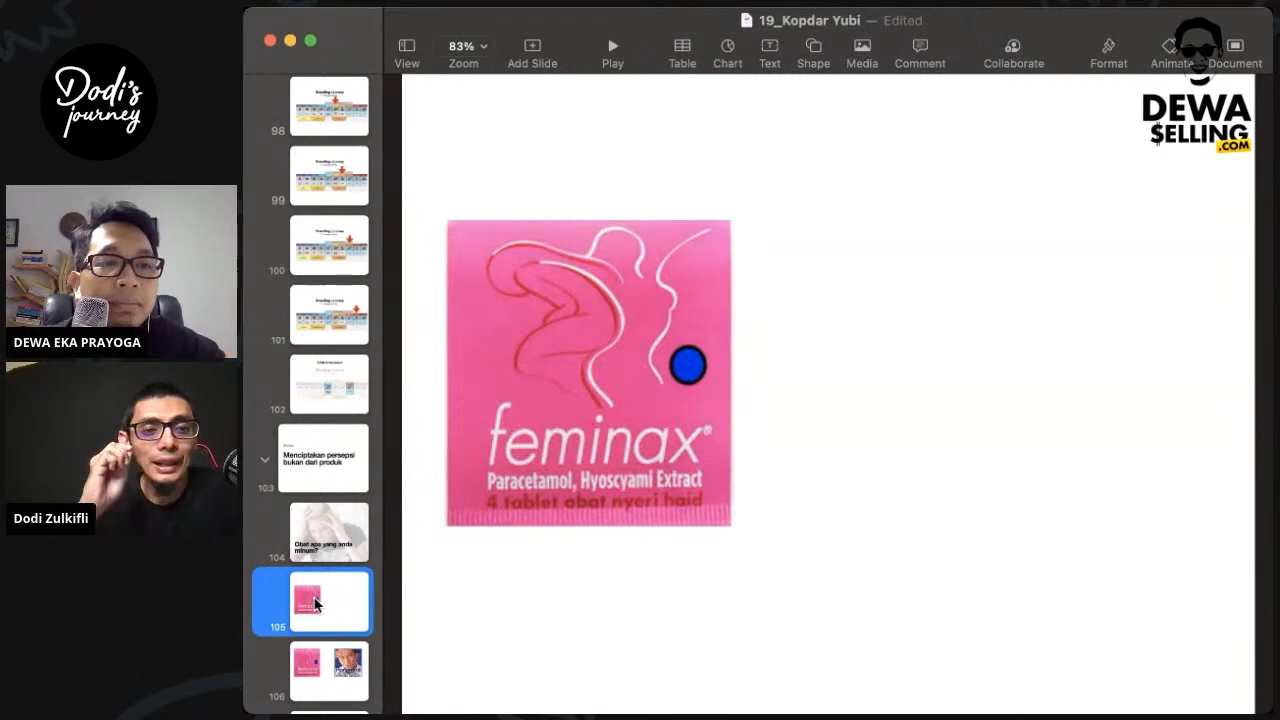 Dodi's
journey
DEWA EKA PRAYOGA
Dodi Zulkifli
19_Kopdar Yubi — Edited
View
83%
Zoom
Add Slide
Play
Table
Chart
Text
Shape
Media
Comment
Collaborate
Format
Animate
Document
DEWA
$ELLING
.COM
98
99
100
101
102
103
Menciptakan persepsi
bukan dari produk
104
Obat apa yang anda
minum?
105
106
feminax®
Paracetamol, Hyoscyami Extract
4 tablet obat nyeri haid